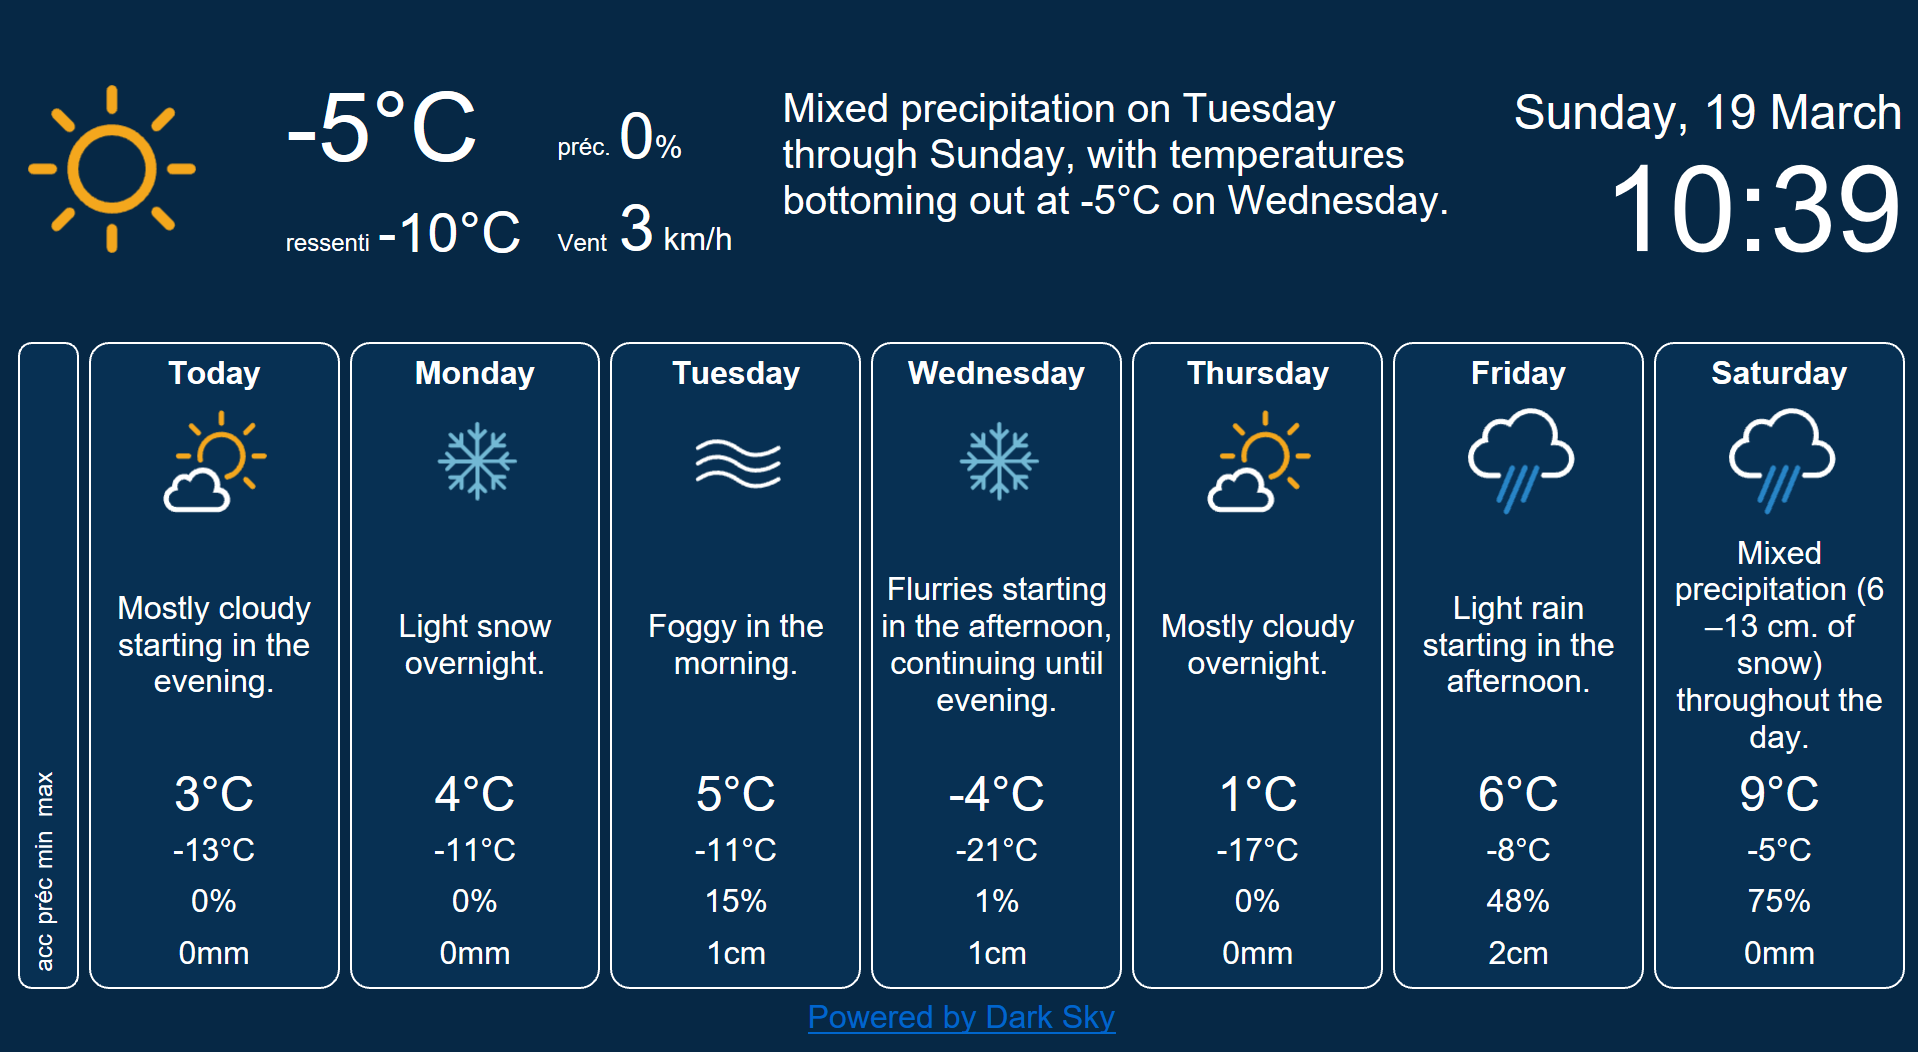 -5°C
préc. 0%
ressenti -10°C
Vent 3 km/h
Mixed precipitation on Tuesday
through Sunday, with temperatures
bottoming out at -5°C on Wednesday.
Sunday, 19 March
10:39
acc préc min max
Today
Mostly cloudy
starting in the
evening.
3°C
-13°C
0%
0mm
Monday
Light snow
overnight.
4°C
-11°C
0%
0mm
Tuesday
Foggy in the
morning.
5°C
-11°C
15%
1cm
Wednesday
Flurries starting
in the afternoon,
continuing until
evening.
-4°C
-21°C
1%
1cm
Thursday
Mostly cloudy
overnight.
1°C
-17°C
0%
0mm
Friday
Light rain
starting in the
afternoon.
6°C
-8°C
48%
2cm
Saturday
Mixed
precipitation (6
–13 cm. of
snow)
throughout the
day.
9°C
-5°C
75%
0mm
Powered by Dark Sky